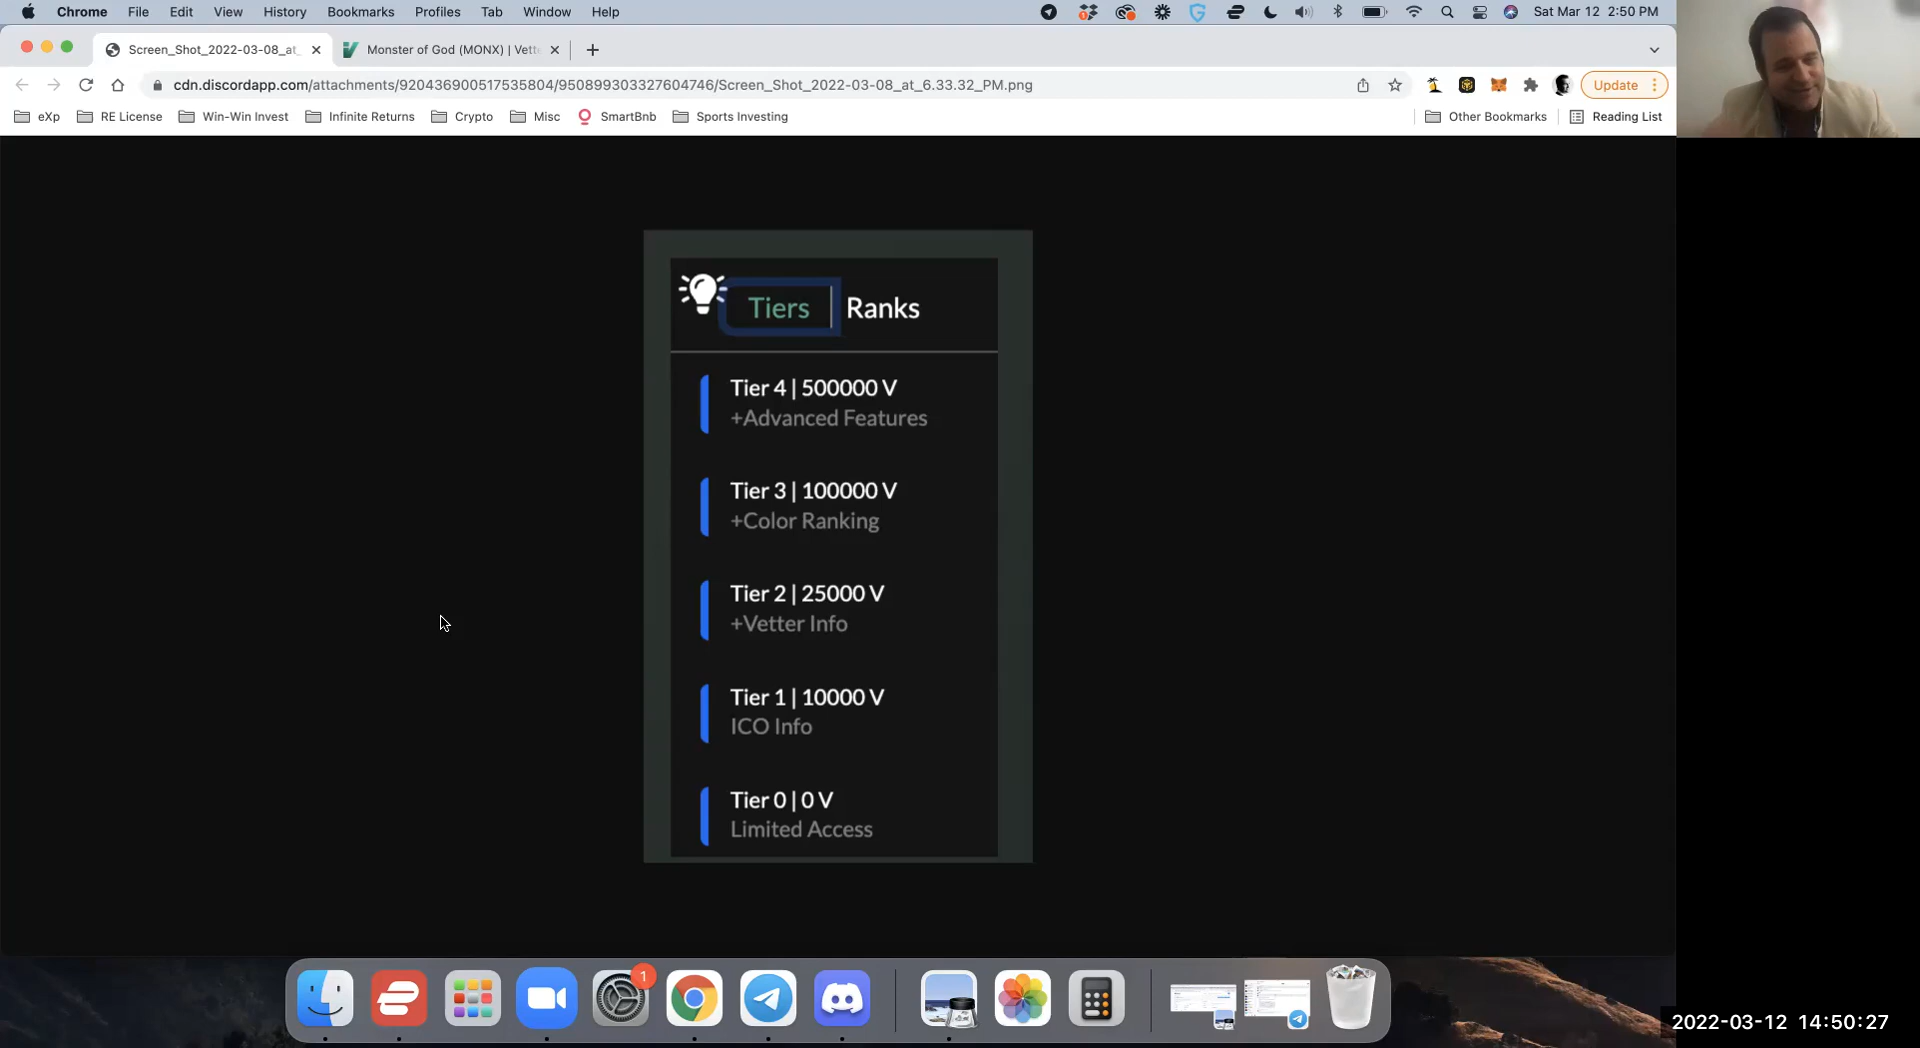 Chrome File Edit View History Bookmarks Profiles Tab Window Help Sat Mar 12 2:50 PM
Screen_Shot_2022-03-08_at_ Monster of God (MONX) | Vette
cdn.discordapp.com/attachments/920436900517535804/950899303327604746/Screen_Shot_2022-03-08_at_6.33.32_PM.png Update
eXp RE License Win-Win Invest Infinite Returns Crypto Misc SmartBnb Sports Investing Other Bookmarks Reading List
Tiers Ranks
Tier 4 | 500000 V
+Advanced Features
Tier 3 | 100000 V
+Color Ranking
Tier 2 | 25000 V
+Vetter Info
Tier 1 | 10000 V
ICO Info
Tier 0 | 0 V
Limited Access
1
2022-03-12 14:50:27